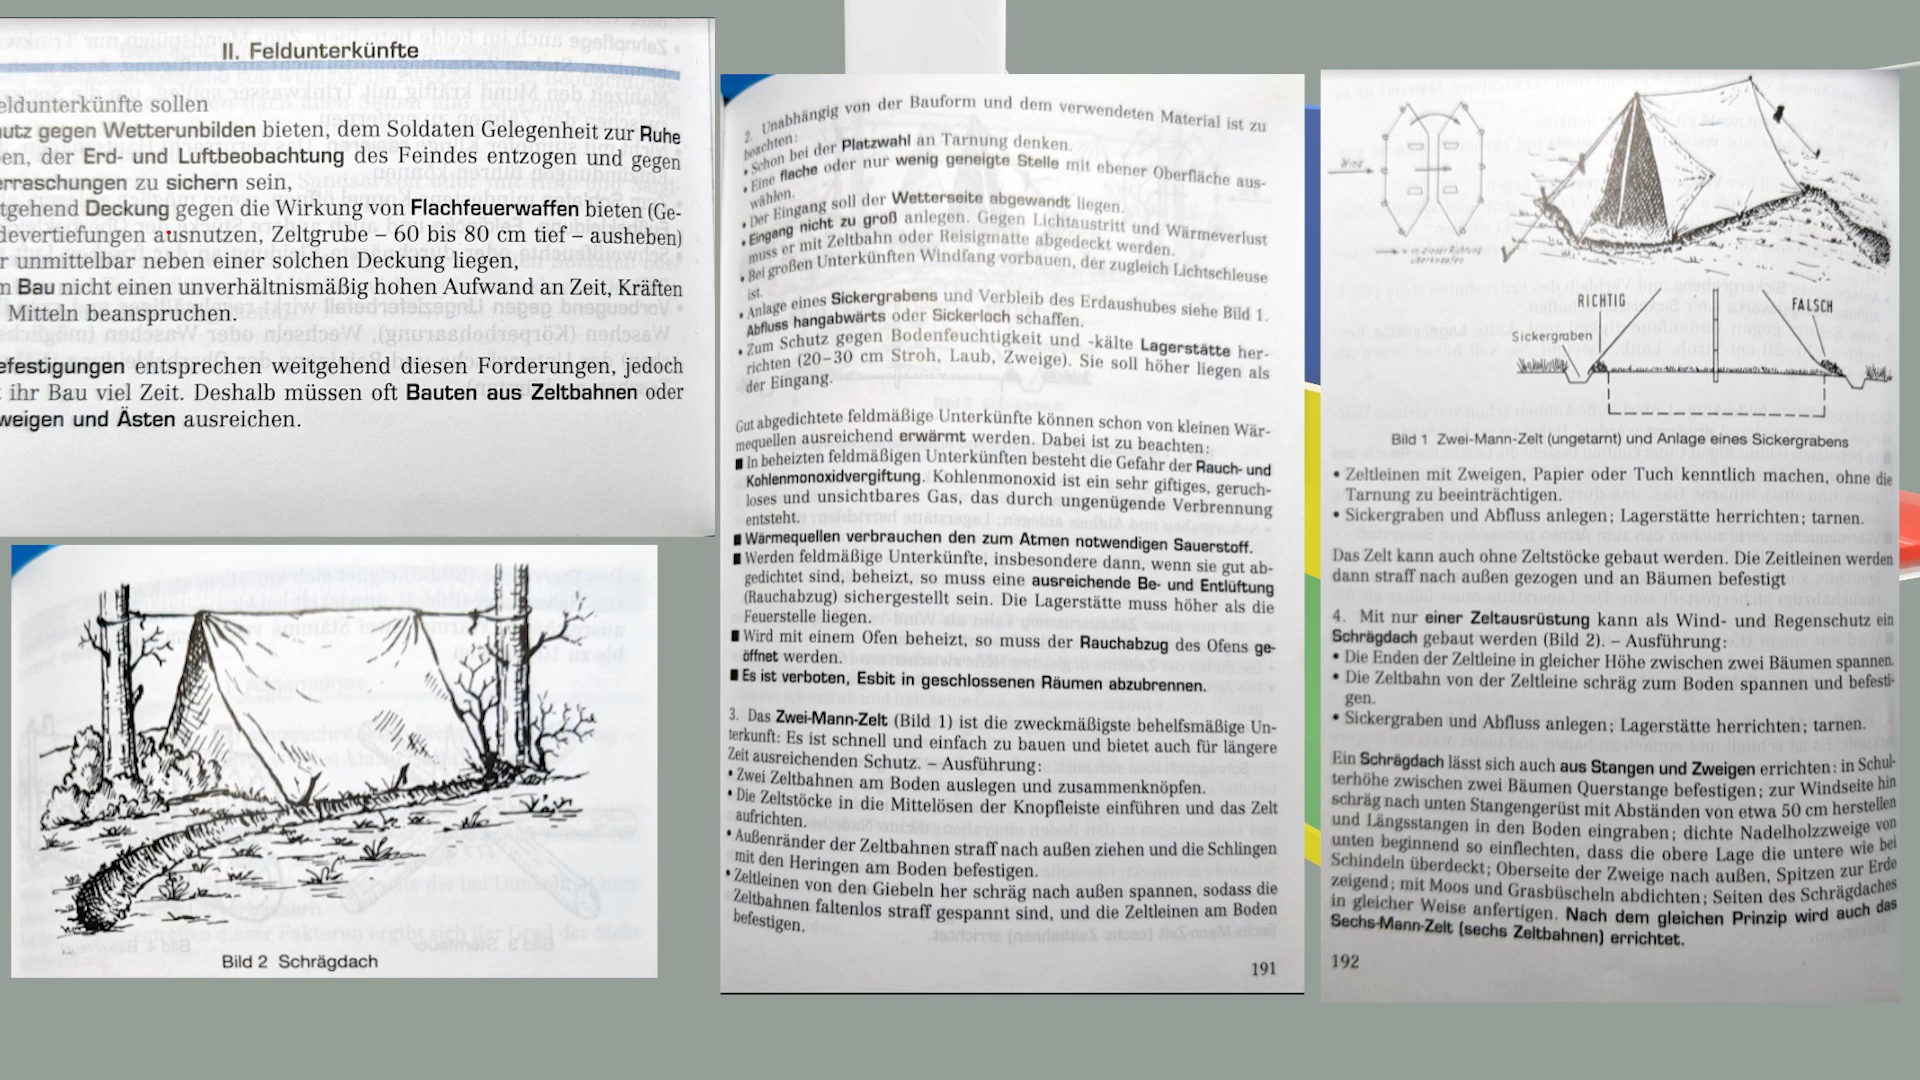 II. Feldunterkünfte
eldunterkünfte sollen
utz gegen Wetterunbilden bieten, dem Soldaten Gelegenheit zur Ruhe
en, der Erd- und Luftbeobachtung des Feindes entzogen und gegen
erraschungen zu sichern sein,
tgehend Deckung gegen die Wirkung von Flachfeuerwaffen bieten (Ge-
devertiefungen ausnutzen, Zeltgrube – 60 bis 80 cm tief – ausheben)
r unmittelbar neben einer solchen Deckung liegen,
m Bau nicht einen unverhältnismäßig hohen Aufwand an Zeit, Kräften
Mitteln beanspruchen.
efestigungen entsprechen weitgehend diesen Forderungen, jedoch
t ihr Bau viel Zeit. Deshalb müssen oft Bauten aus Zeltbahnen oder
weigen und Ästen ausreichen.
Bild 2 Schrägdach
2. Unabhängig von der Bauform und dem verwendeten Material ist zu
beachten:
• Schon bei der Platzwahl an Tarnung denken.
• Eine flache oder nur wenig geneigte Stelle mit ebener Oberfläche aus-
wählen.
• Der Eingang soll der Wetterseite abgewandt liegen.
• Eingang nicht zu groß anlegen. Gegen Lichtaustritt und Wärmeverlust
muss er mit Zeltbahn oder Reisigmatte abgedeckt werden.
• Bei großen Unterkünften Windfang vorbauen, der zugleich Lichtschleuse
ist.
• Anlage eines Sickergrabens und Verbleib des Erdaushubes siehe Bild 1.
Abfluss hangabwärts oder Sickerloch schaffen.
• Zum Schutz gegen Bodenfeuchtigkeit und -kälte Lagerstätte her-
richten (20–30 cm Stroh, Laub, Zweige). Sie soll höher liegen als
der Eingang.
Gut abgedichtete feldmäßige Unterkünfte können schon von kleinen Wär-
mequellen ausreichend erwärmt werden. Dabei ist zu beachten:
■ In beheizten feldmäßigen Unterkünften besteht die Gefahr der Rauch- und
Kohlenmonoxidvergiftung. Kohlenmonoxid ist ein sehr giftiges, geruch-
loses und unsichtbares Gas, das durch ungenügende Verbrennung
entsteht.
■ Wärmequellen verbrauchen den zum Atmen notwendigen Sauerstoff.
■ Werden feldmäßige Unterkünfte, insbesondere dann, wenn sie gut ab-
gedichtet sind, beheizt, so muss eine ausreichende Be- und Entlüftung
(Rauchabzug) sichergestellt sein. Die Lagerstätte muss höher als die
Feuerstelle liegen.
■ Wird mit einem Ofen beheizt, so muss der Rauchabzug des Ofens ge-
öffnet werden.
■ Es ist verboten, Esbit in geschlossenen Räumen abzubrennen.
3. Das Zwei-Mann-Zelt (Bild 1) ist die zweckmäßigste behelfsmäßige Un-
terkunft: Es ist schnell und einfach zu bauen und bietet auch für längere
Zeit ausreichenden Schutz. – Ausführung:
• Zwei Zeltbahnen am Boden auslegen und zusammenknöpfen.
• Die Zeltstöcke in die Mittelösen der Knopfleiste einführen und das Zelt
aufrichten.
• Außenränder der Zeltbahnen straff nach außen ziehen und die Schlingen
mit den Heringen am Boden befestigen.
• Zeltleinen von den Giebeln her schräg nach außen spannen, sodass die
Zeltbahnen faltenlos straff gespannt sind, und die Zeltleinen am Boden
befestigen.
191
Wind
RICHTIG
FALSCH
Sickergraben
Bild 1 Zwei-Mann-Zelt (ungetarnt) und Anlage eines Sickergrabens
• Zeltleinen mit Zweigen, Papier oder Tuch kenntlich machen, ohne die
Tarnung zu beeinträchtigen.
• Sickergraben und Abfluss anlegen; Lagerstätte herrichten; tarnen.
Das Zelt kann auch ohne Zeltstöcke gebaut werden. Die Zeitleinen werden
dann straff nach außen gezogen und an Bäumen befestigt
4. Mit nur einer Zeltausrüstung kann als Wind- und Regenschutz ein
Schrägdach gebaut werden (Bild 2). – Ausführung:
• Die Enden der Zeltleine in gleicher Höhe zwischen zwei Bäumen spannen.
• Die Zeltbahn von der Zeltleine schräg zum Boden spannen und befesti-
gen.
• Sickergraben und Abfluss anlegen; Lagerstätte herrichten; tarnen.
Ein Schrägdach lässt sich auch aus Stangen und Zweigen errichten: in Schul-
terhöhe zwischen zwei Bäumen Querstange befestigen; zur Windseite hin
schräg nach unten Stangengerüst mit Abständen von etwa 50 cm herstellen
und Längsstangen in den Boden eingraben; dichte Nadelholzzweige von
unten beginnend so einflechten, dass die obere Lage die untere wie bei
Schindeln überdeckt; Oberseite der Zweige nach außen, Spitzen zur Erde
zeigend; mit Moos und Grasbüscheln abdichten; Seiten des Schrägdaches
in gleicher Weise anfertigen. Nach dem gleichen Prinzip wird auch das
Sechs-Mann-Zelt (sechs Zeltbahnen) errichtet.
192